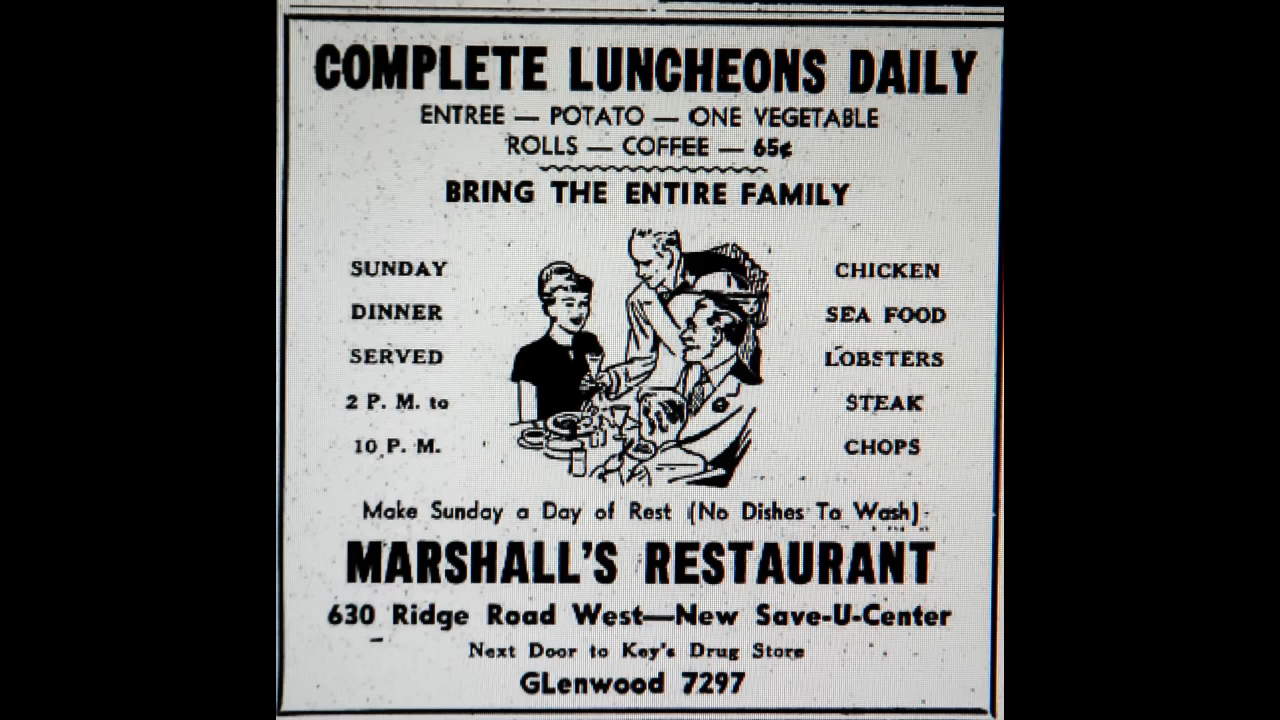 COMPLETE LUNCHEONS DAILY
ENTREE — POTATO — ONE VEGETABLE
ROLLS — COFFEE — 65¢
BRING THE ENTIRE FAMILY
SUNDAY
DINNER
SERVED
2 P. M. to
10 P. M.
CHICKEN
SEA FOOD
LOBSTERS
STEAK
CHOPS
Make Sunday a Day of Rest (No Dishes To Wash)
MARSHALL'S RESTAURANT
630 Ridge Road West—New Save-U-Center
Next Door to Key's Drug Store
GLenwood 7297